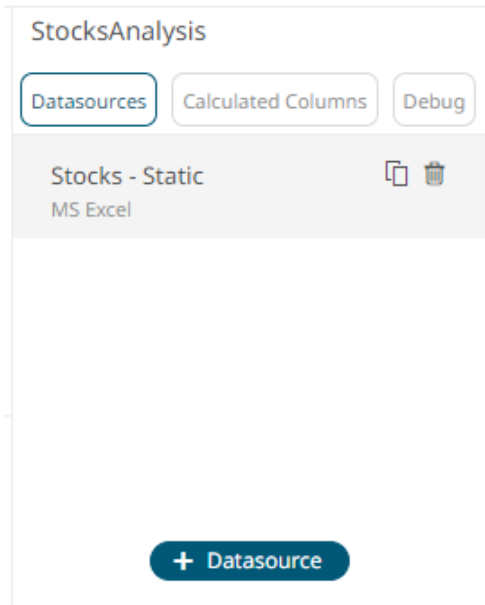 StocksAnalysis
Datasources Calculated Columns Debug
Stocks - Static
MS Excel
+ Datasource